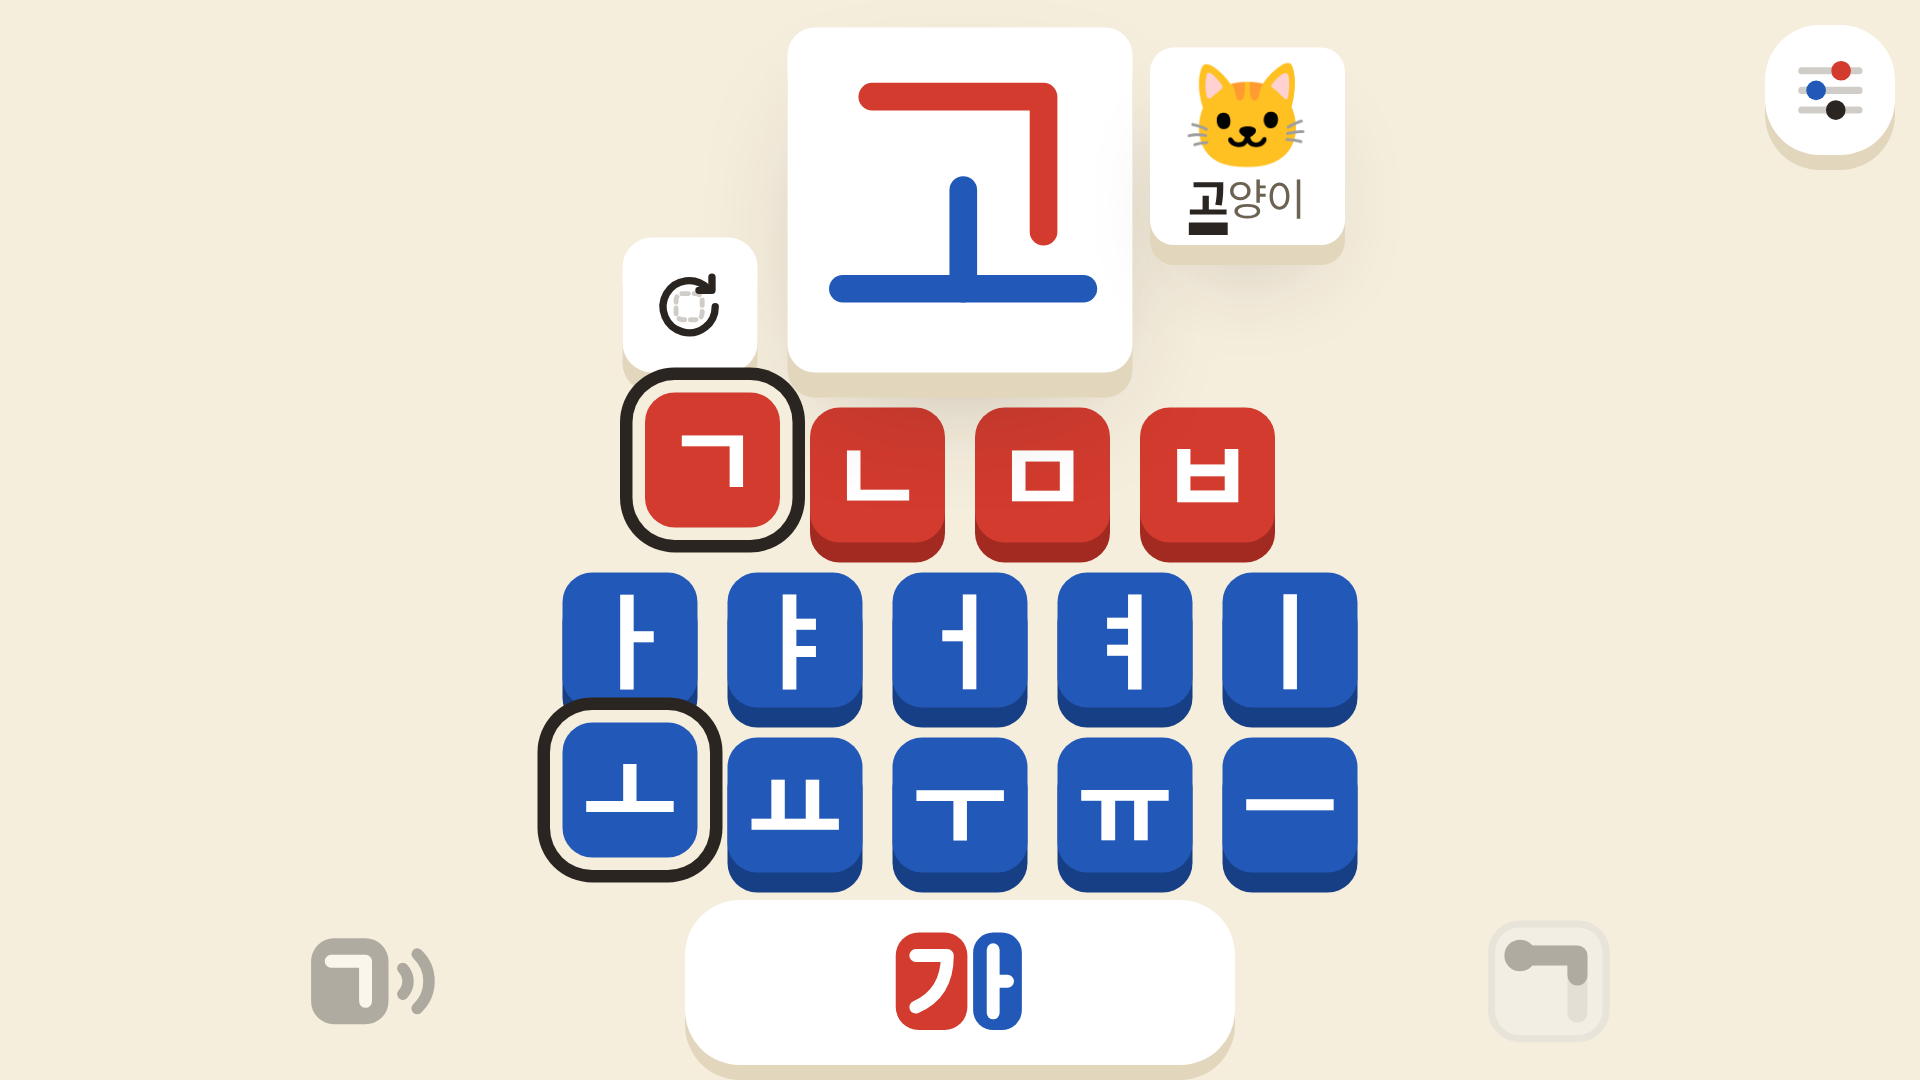 고
고양이
ㄱ ㄴ ㅁ ㅂ
ㅏ ㅑ ㅓ ㅕ ㅣ
ㅗ ㅛ ㅜ ㅠ ㅡ
ㄱ 가 ㄱ